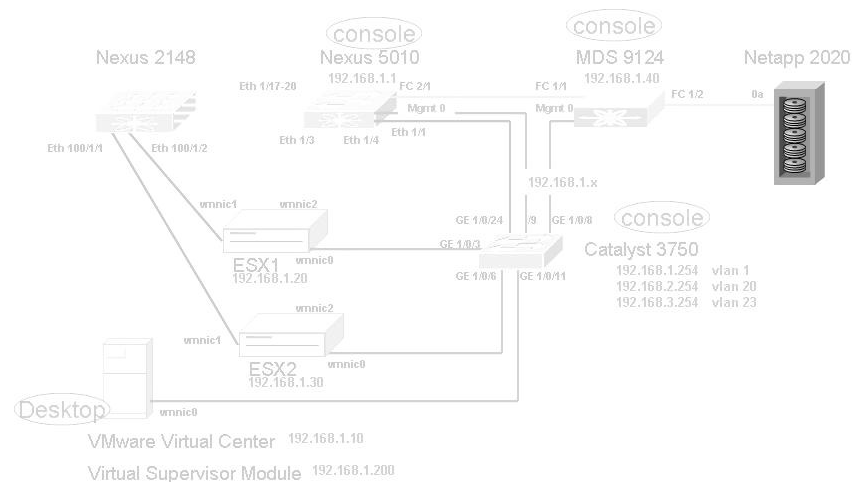 console
console
Nexus 2148
Nexus 5010
MDS 9124
Netapp 2020
192.168.1.1
192.168.1.40
Eth 1/17-20
FC 2/1
FC 1/1
FC 1/2
0a
Mgmt 0
Mgmt 0
Eth 1/3
Eth 1/4
Eth 1/1
Eth 100/1/1
Eth 100/1/2
192.168.1.x
vmnic1
vmnic2
GE 1/0/24
/9
GE 1/0/8
console
GE 1/0/3
Catalyst 3750
vmnic0
ESX1
192.168.1.20
GE 1/0/6
GE 1/0/11
192.168.1.254 vlan 1
192.168.2.254 vlan 20
192.168.3.254 vlan 23
vmnic2
vmnic1
vmnic0
ESX2
192.168.1.30
Desktop
vmnic0
VMware Virtual Center 192.168.1.10
Virtual Supervisor Module 192.168.1.200